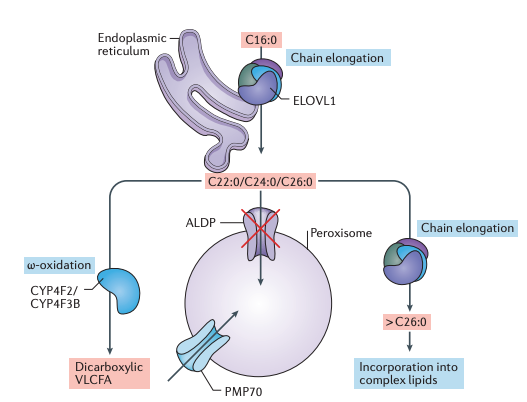 Endoplasmic
reticulum
C16:0
Chain elongation
ELOVL1
C22:0/C24:0/C26:0
ALDP
Peroxisome
Chain elongation
ω-oxidation
CYP4F2/
CYP4F3B
>C26:0
Dicarboxylic
VLCFA
PMP70
Incorporation into
complex lipids